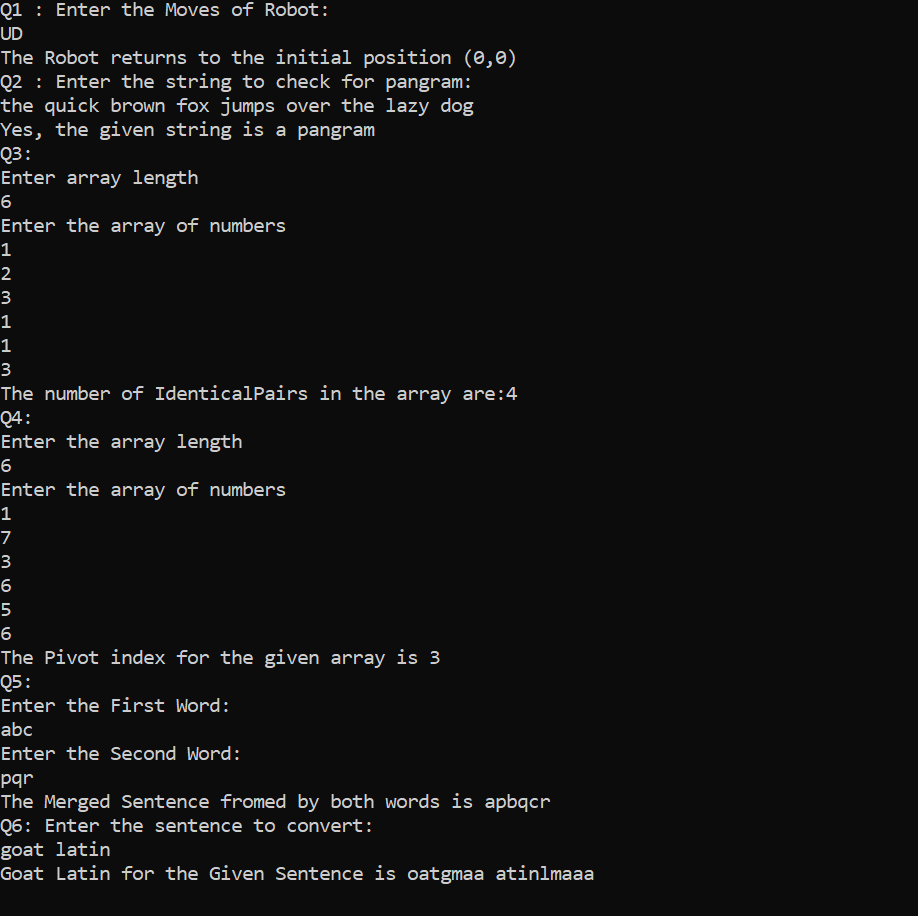 Q1 : Enter the Moves of Robot:
UD
The Robot returns to the initial position (0,0)
Q2 : Enter the string to check for pangram:
the quick brown fox jumps over the lazy dog
Yes, the given string is a pangram
Q3:
Enter array length
6
Enter the array of numbers
1
2
3
1
1
3
The number of IdenticalPairs in the array are:4
Q4:
Enter the array length
6
Enter the array of numbers
1
7
3
6
5
6
The Pivot index for the given array is 3
Q5:
Enter the First Word:
abc
Enter the Second Word:
pqr
The Merged Sentence fromed by both words is apbqcr
Q6: Enter the sentence to convert:
goat latin
Goat Latin for the Given Sentence is oatgmaa atinlmaaa